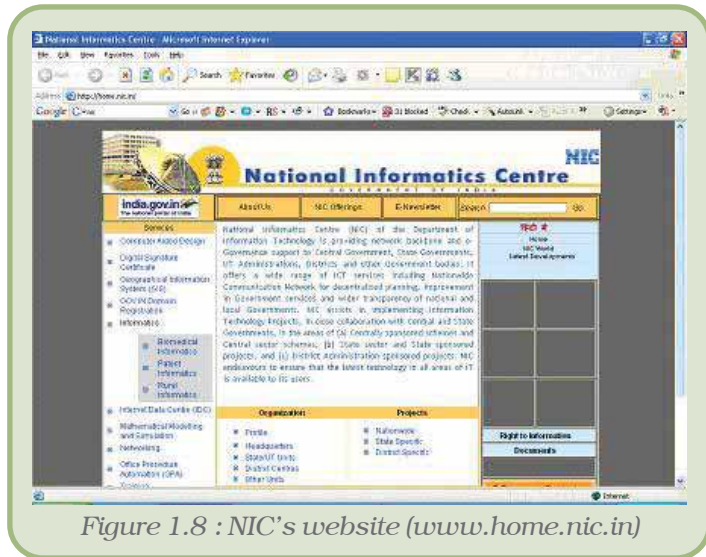 National Informatics Centre - Microsoft Internet Explorer
File Edit View Favorites Tools Help
Search Favorites
Address http://home.nic.in/
Google
Bookmarks 31 blocked Check AutoLink Settings
NIC
National Informatics Centre
GOVERNMENT OF INDIA
india.gov.in
The national portal of India
About Us NIC Offerings E-Newsletter Search GO
Services
Computer Aided Design
Digital Signature
Certificate
Geographical Information
System (GIS)
GOV.IN Domain
Registration
Informatics
Biomedical
Informatics
Patent
Informatics
Rural
Informatics
Internet Data Centre (IDC)
Mathematical Modelling
and Simulation
Networking
Office Procedure
Automation (OPA)
Training
National Informatics Centre (NIC) of the Department of
Information Technology is providing network backbone and e-
Governance support to Central Government, State Governments,
UT Administrations, Districts and other Government bodies. It
offers a wide range of ICT services including Nationwide
Communication Network for decentralised planning, improvement
in Government services and wider transparency of national and
local Governments. NIC assists in implementing Information
Technology Projects, in close collaboration with Central and State
Governments, in the areas of (a) Centrally sponsored schemes and
Central sector schemes, (b) State sector and State sponsored
projects, and (c) District Administration sponsored projects. NIC
endeavours to ensure that the latest technology in all areas of IT
is available to its users.
Organization
Profile
Headquarters
State/UT Units
District Centres
Other Units
Projects
Nationwide
State Specific
District Specific
हिंदी में
Home
NIC World
Latest Developments
Right to Information
Documents
Internet
Figure 1.8 : NIC's website (www.home.nic.in)